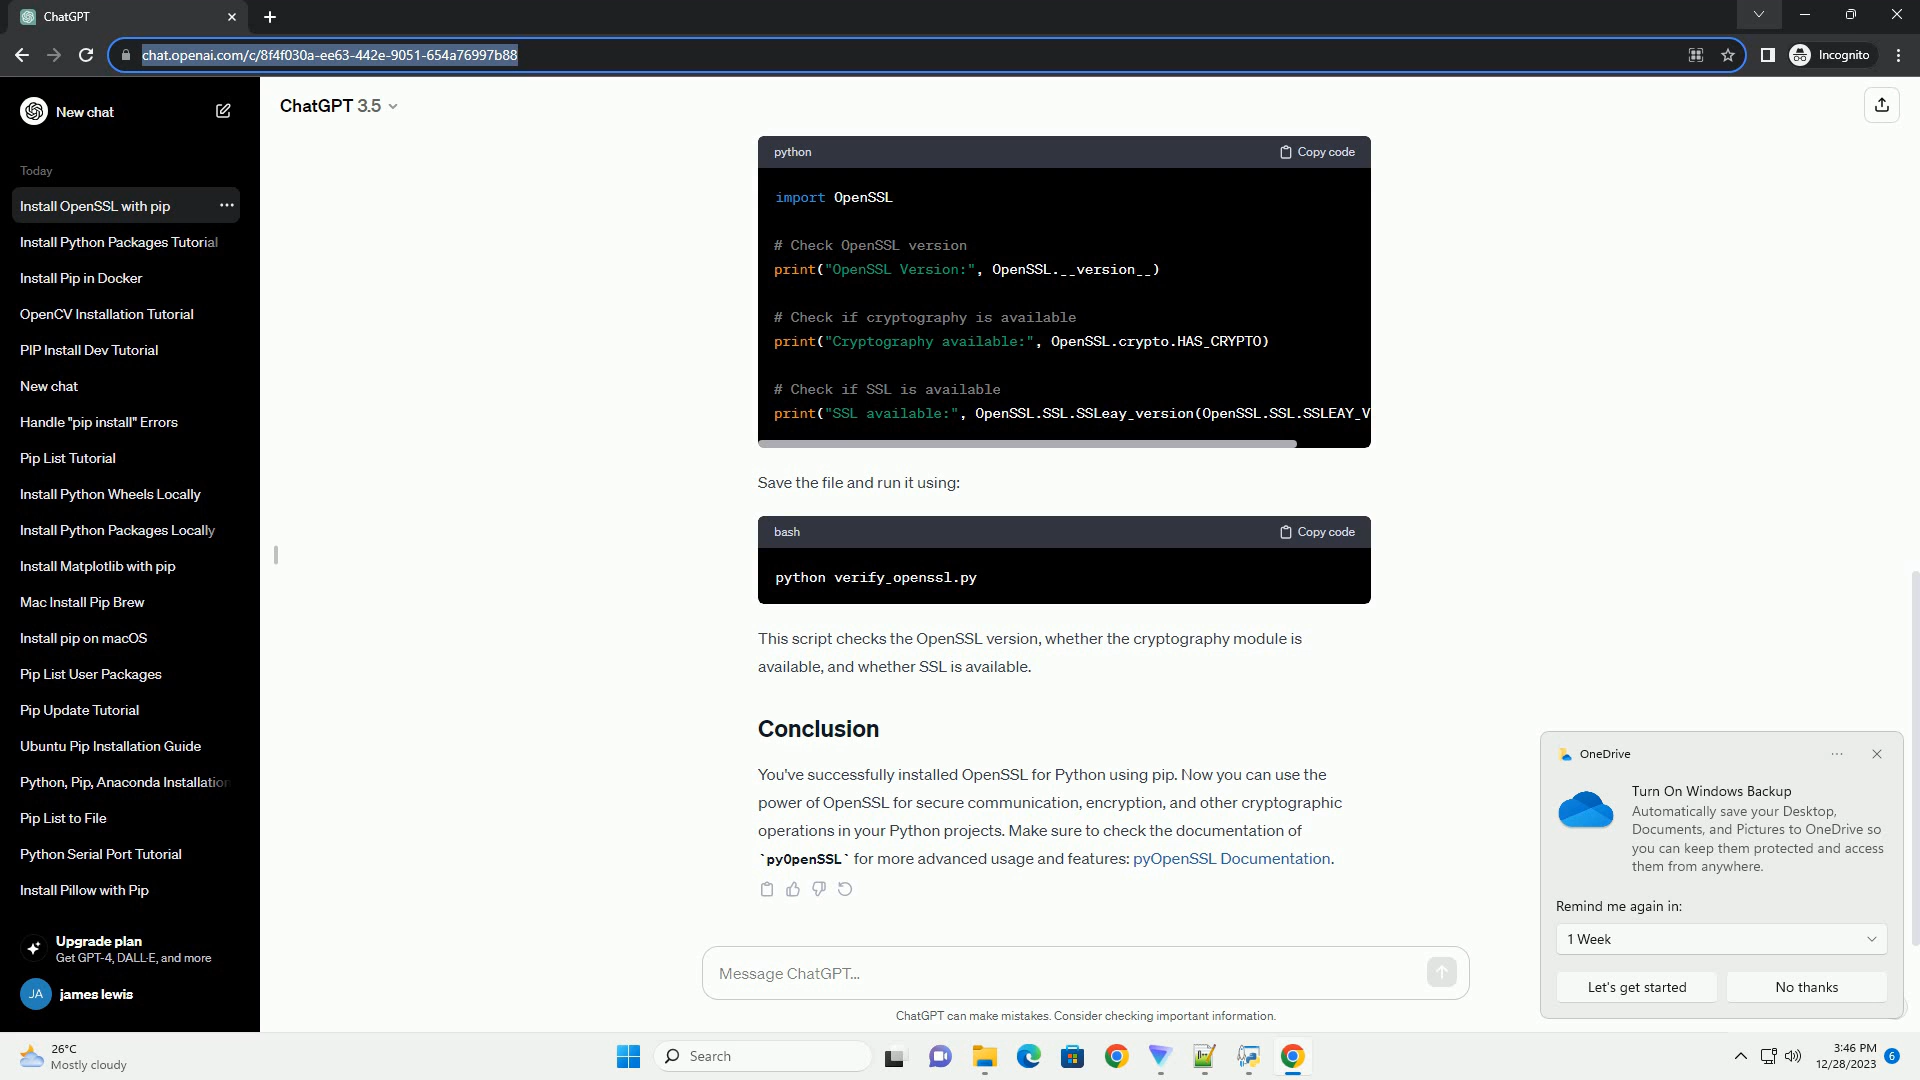 ChatGPT
chat.openai.com/c/8f4f030a-ee63-442e-9051-654a76997b88
Incognito
New chat
ChatGPT 3.5
Today
Install OpenSSL with pip
Install Python Packages Tutorial
Install Pip in Docker
OpenCV Installation Tutorial
PIP Install Dev Tutorial
New chat
Handle "pip install" Errors
Pip List Tutorial
Install Python Wheels Locally
Install Python Packages Locally
Install Matplotlib with pip
Mac Install Pip Brew
Install pip on macOS
Pip List User Packages
Pip Update Tutorial
Ubuntu Pip Installation Guide
Python, Pip, Anaconda Installation
Pip List to File
Python Serial Port Tutorial
Install Pillow with Pip
Upgrade plan
Get GPT-4, DALL·E, and more
JA james lewis
python Copy code
import OpenSSL
# Check OpenSSL version
print("OpenSSL Version:", OpenSSL.__version__)
# Check if cryptography is available
print("Cryptography available:", OpenSSL.crypto.HAS_CRYPTO)
# Check if SSL is available
print("SSL available:", OpenSSL.SSL.SSLeay_version(OpenSSL.SSL.SSLEAY_V
Save the file and run it using:
bash Copy code
python verify_openssl.py
This script checks the OpenSSL version, whether the cryptography module is
available, and whether SSL is available.
Conclusion
You've successfully installed OpenSSL for Python using pip. Now you can use the
power of OpenSSL for secure communication, encryption, and other cryptographic
operations in your Python projects. Make sure to check the documentation of
`pyOpenSSL` for more advanced usage and features: pyOpenSSL Documentation.
Message ChatGPT...
ChatGPT can make mistakes. Consider checking important information.
OneDrive
Turn On Windows Backup
Automatically save your Desktop,
Documents, and Pictures to OneDrive so
you can keep them protected and access
them from anywhere.
Remind me again in:
1 Week
Let's get started
No thanks
26°C
Mostly cloudy
Search
3:46 PM
12/28/2023
6